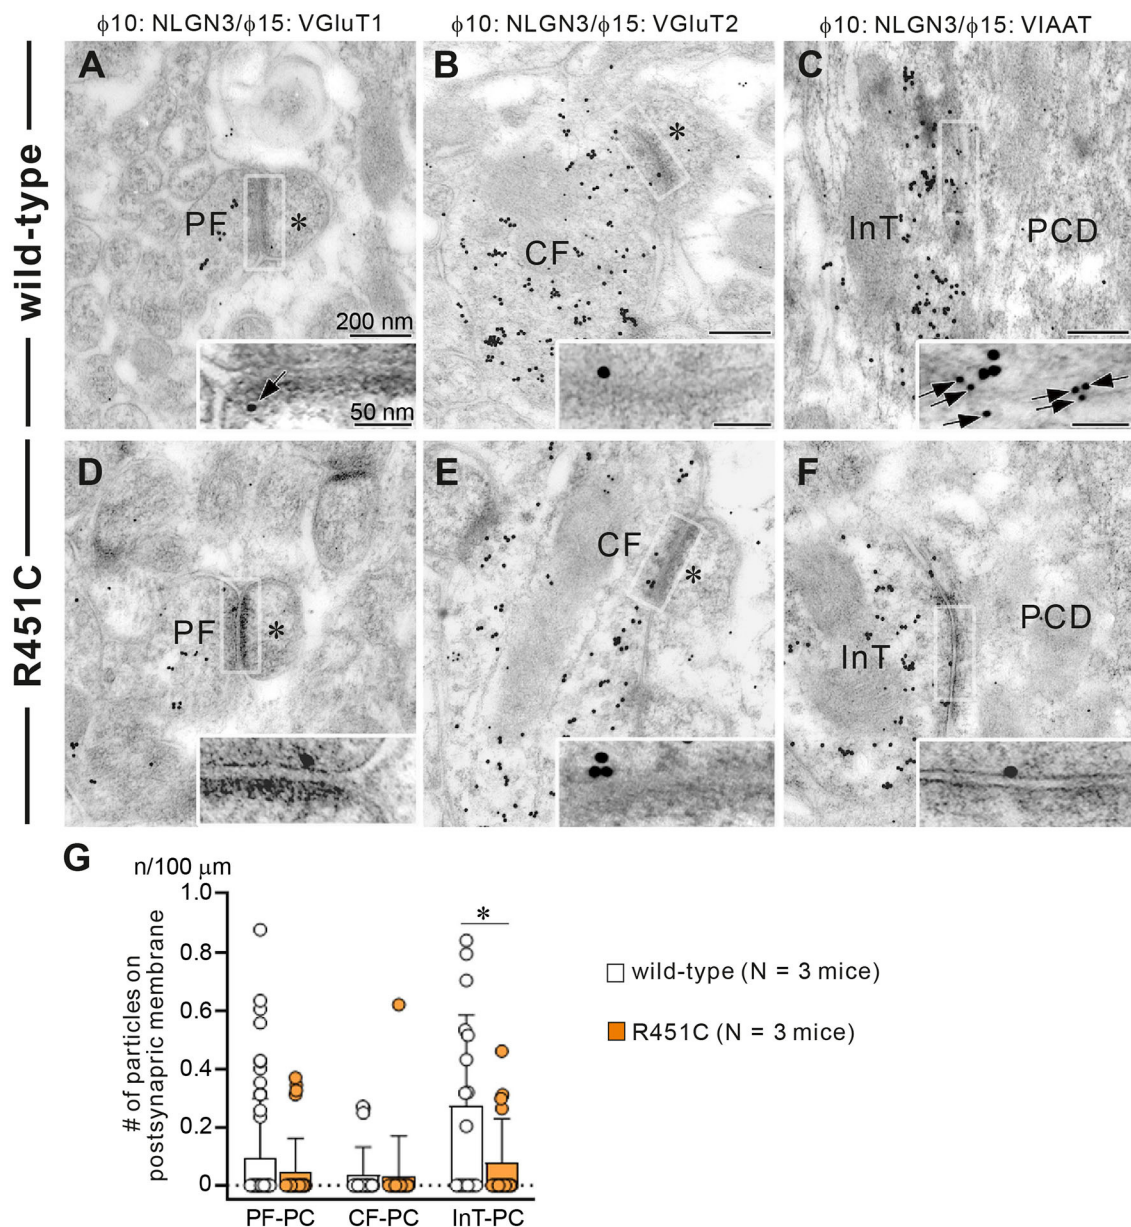 ϕ10: NLGN3/ϕ15: VGluT1
ϕ10: NLGN3/ϕ15: VGluT2
ϕ10: NLGN3/ϕ15: VIAAT
wild-type
A
PF
*
200 nm
50 nm
B
CF
*
C
InT
PCD
R451C
D
PF
*
E
CF
*
F
InT
PCD
G
n/100 μm
# of particles on
postsynapric membrane
1.0
0.8
0.6
0.4
0.2
0
*
PF-PC
CF-PC
InT-PC
wild-type (N = 3 mice)
R451C (N = 3 mice)